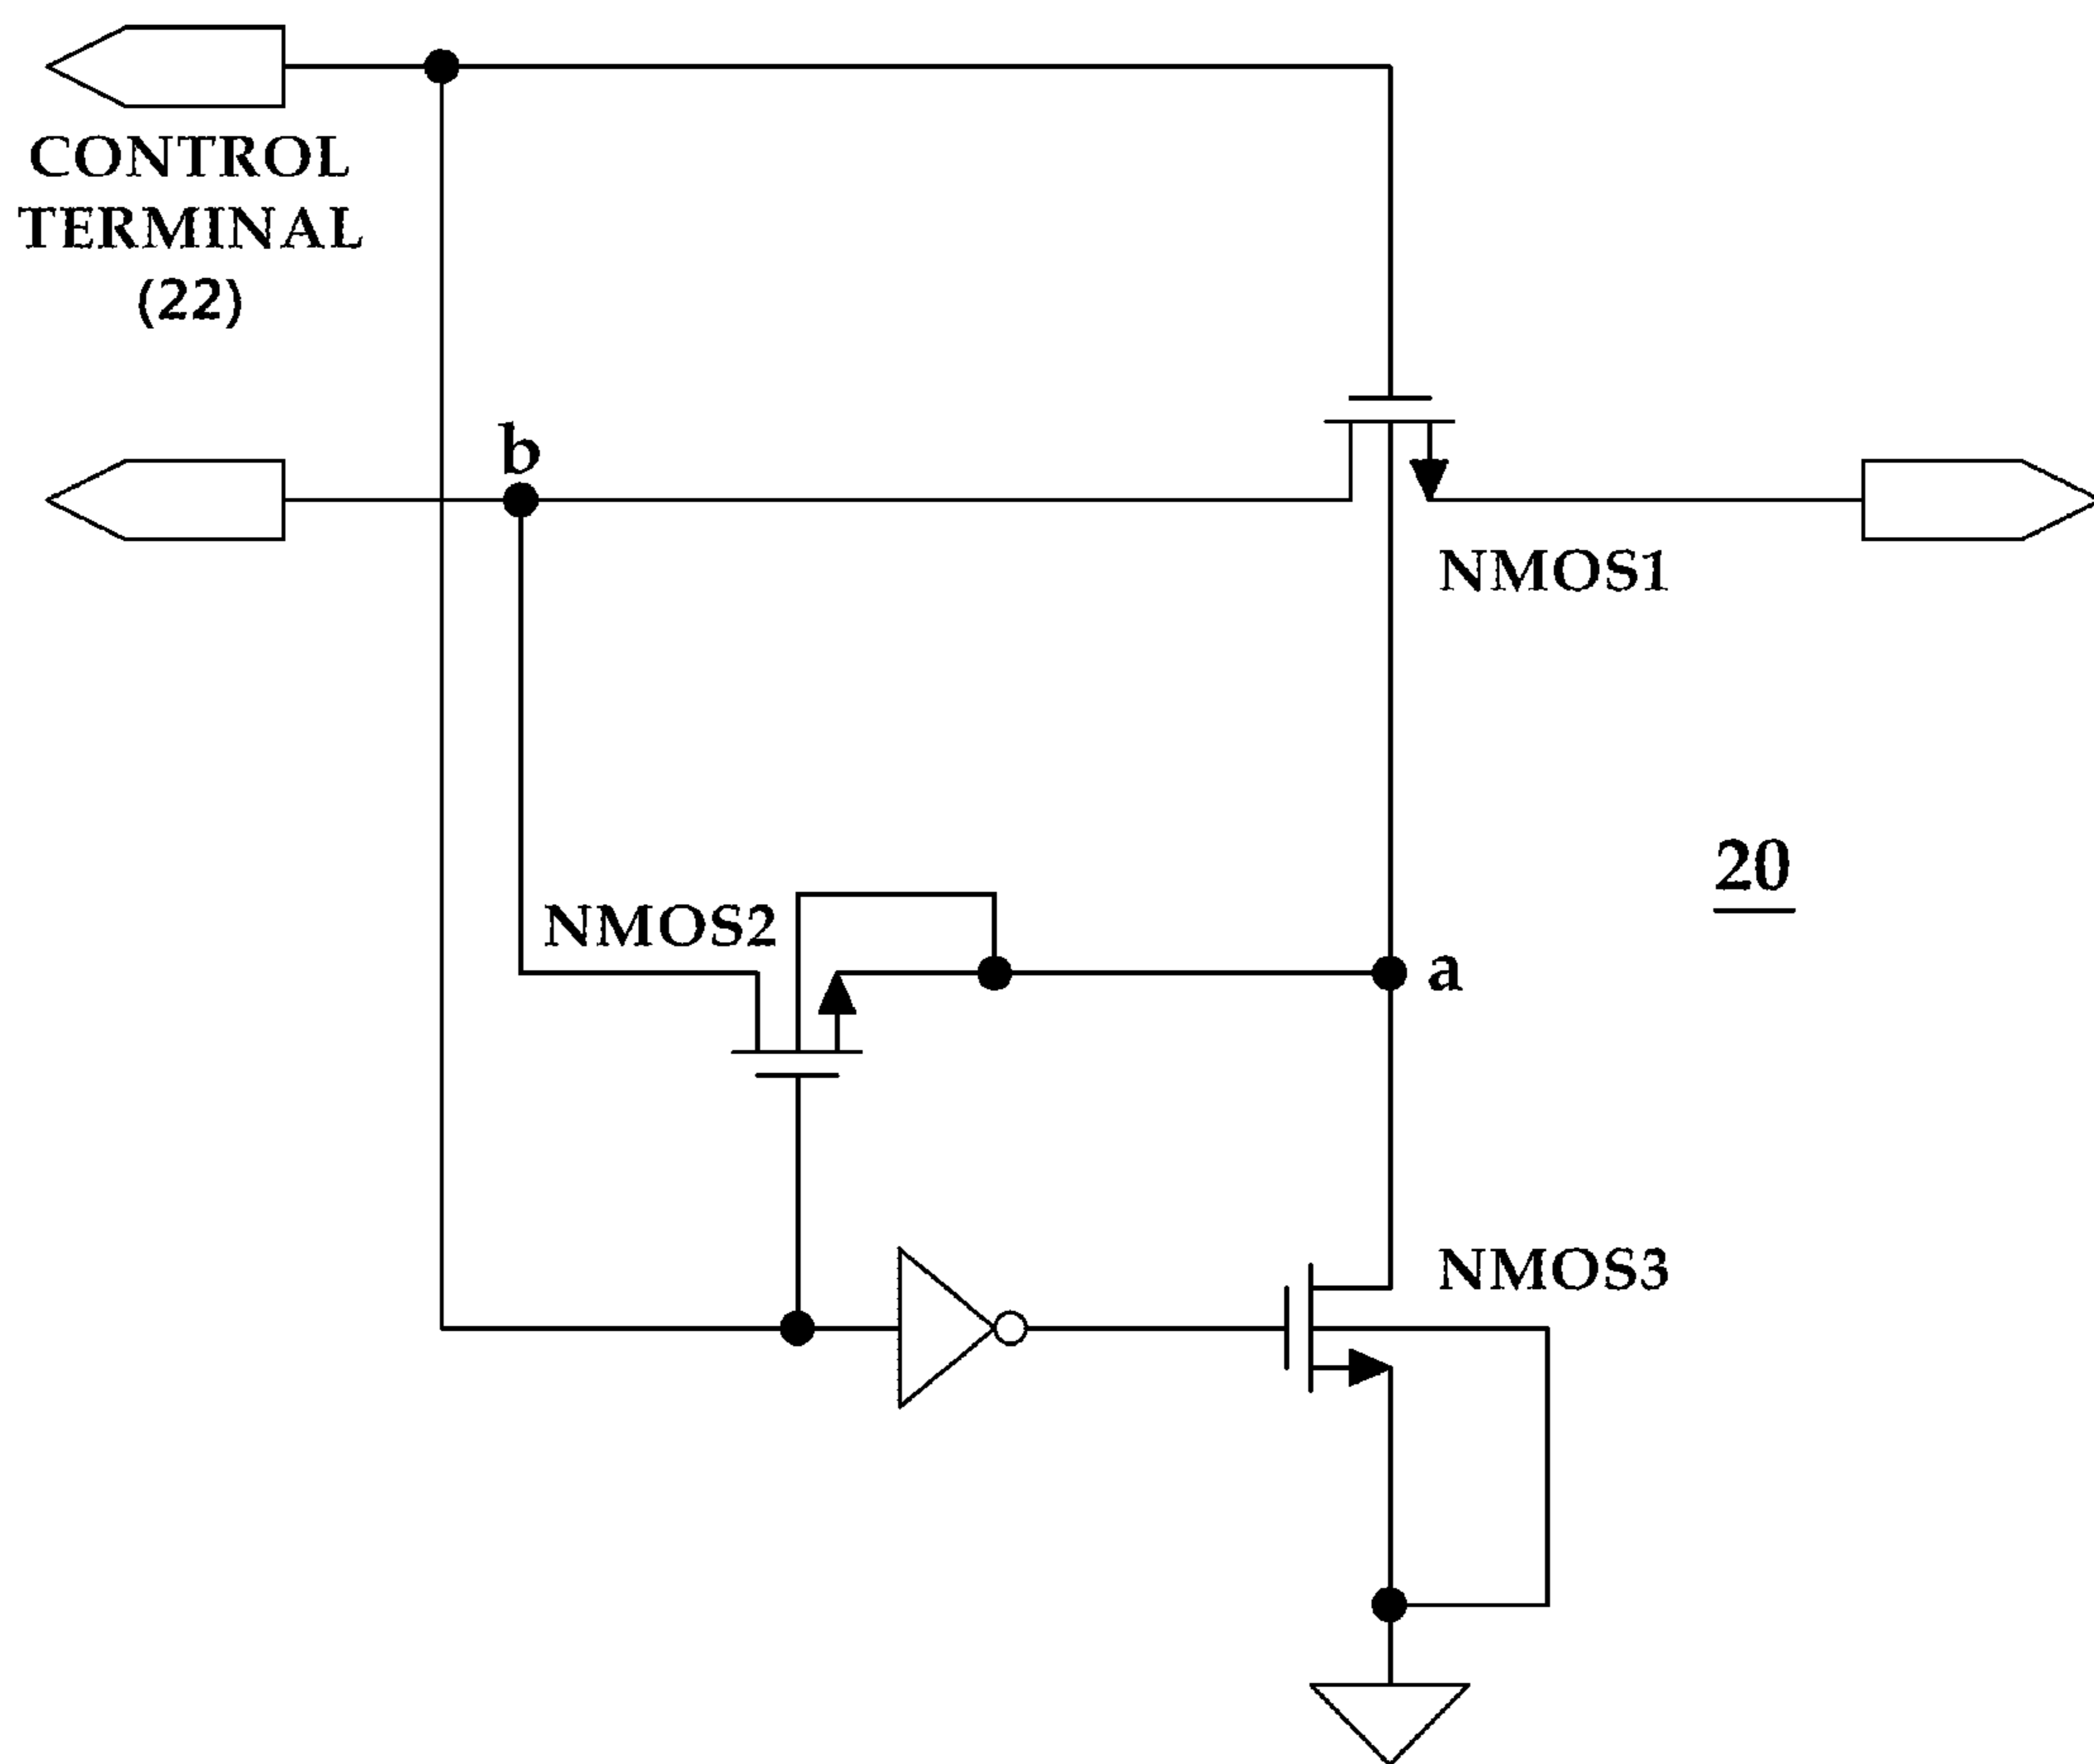 CONTROL
TERMINAL
(22)
b
NMOS1
20
NMOS2
a
NMOS3